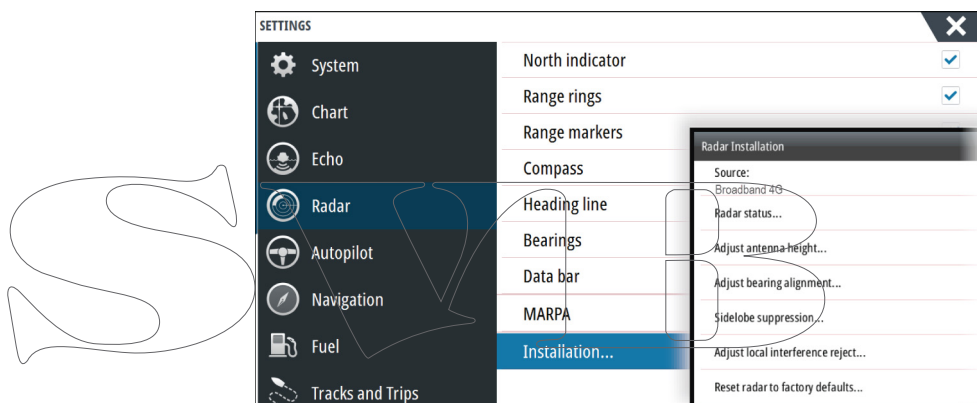 SETTINGS
System
Chart
Echo
Radar
Autopilot
Navigation
Fuel
Tracks and Trips
North indicator
Range rings
Range markers
Compass
Heading line
Bearings
Data bar
MARPA
Installation...
Radar Installation
Source:
Broadband 4G
Radar status...
Adjust antenna height...
Adjust bearing alignment...
Sidelobe suppression...
Adjust local interference reject...
Reset radar to factory defaults...